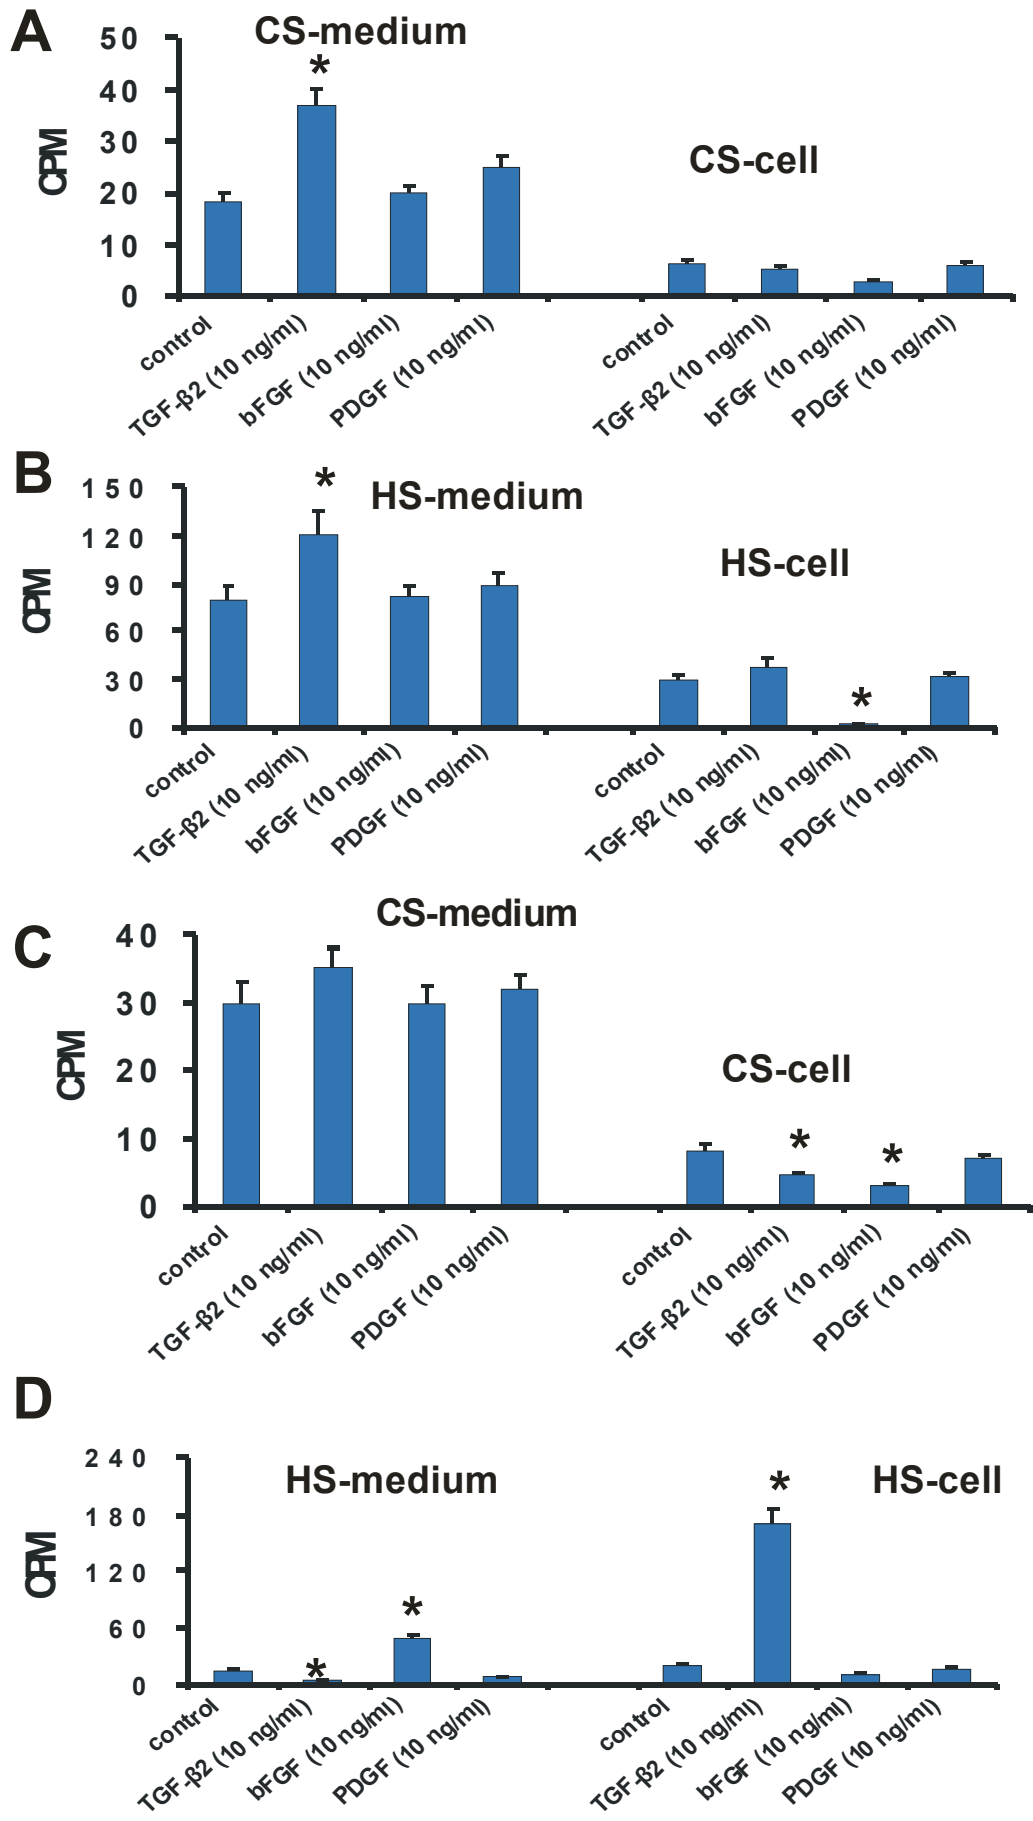 A
CS-medium
*
CS-cell
CPM
50
40
30
20
10
0
control
TGF-β2 (10 ng/ml)
bFGF (10 ng/ml)
PDGF (10 ng/ml)
control
TGF-β2 (10 ng/ml)
bFGF (10 ng/ml)
PDGF (10 ng/ml)
B
HS-medium
*
HS-cell
*
CPM
150
120
90
60
30
0
control
TGF-β2 (10 ng/ml)
bFGF (10 ng/ml)
PDGF (10 ng/ml)
control
TGF-β2 (10 ng/ml)
bFGF (10 ng/ml)
PDGF (10 ng/ml)
C
CS-medium
CS-cell
*
*
CPM
40
30
20
10
0
control
TGF-β2 (10 ng/ml)
bFGF (10 ng/ml)
PDGF (10 ng/ml)
control
TGF-β2 (10 ng/ml)
bFGF (10 ng/ml)
PDGF (10 ng/ml)
D
HS-medium
*
HS-cell
*
*
CPM
240
180
120
60
0
control
TGF-β2 (10 ng/ml)
bFGF (10 ng/ml)
PDGF (10 ng/ml)
control
TGF-β2 (10 ng/ml)
bFGF (10 ng/ml)
PDGF (10 ng/ml)